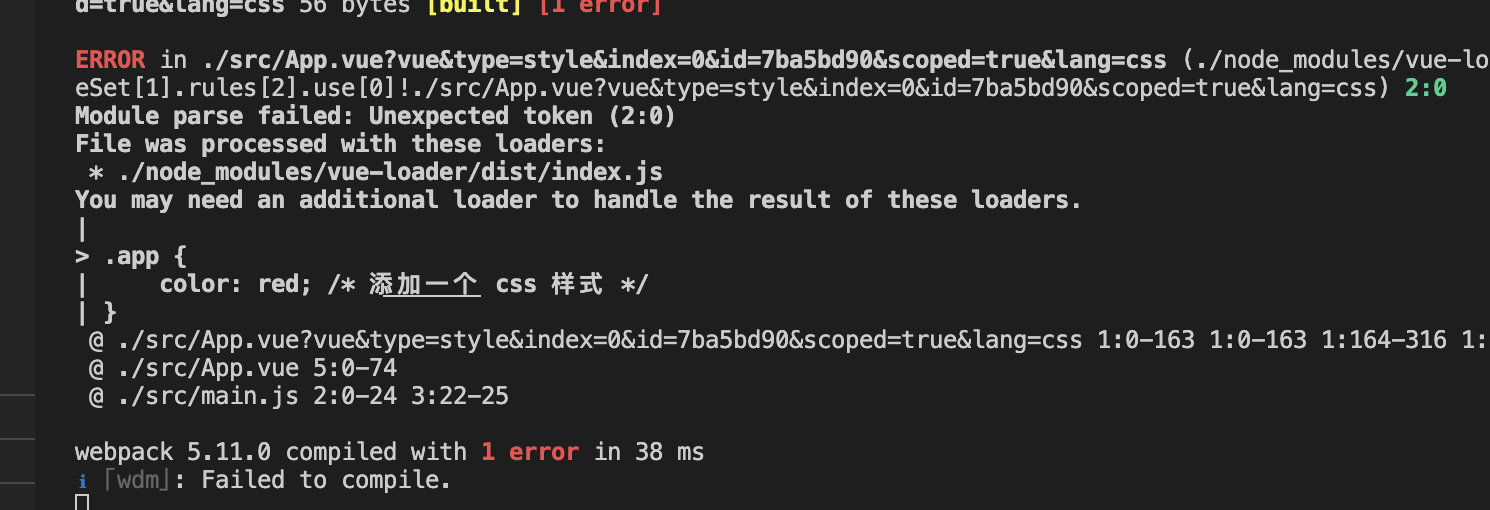 d=true&lang=css 56 bytes [built] [1 error]
ERROR in ./src/App.vue?vue&type=style&index=0&id=7ba5bd90&scoped=true&lang=css (./node_modules/vue-lo
eSet[1].rules[2].use[0]!./src/App.vue?vue&type=style&index=0&id=7ba5bd90&scoped=true&lang=css) 2:0
Module parse failed: Unexpected token (2:0)
File was processed with these loaders:
 * ./node_modules/vue-loader/dist/index.js
You may need an additional loader to handle the result of these loaders.
|
> .app {
|     color: red; /* 添加一个 css 样式 */
| }
 @ ./src/App.vue?vue&type=style&index=0&id=7ba5bd90&scoped=true&lang=css 1:0-163 1:0-163 1:164-316 1:
 @ ./src/App.vue 5:0-74
 @ ./src/main.js 2:0-24 3:22-25
webpack 5.11.0 compiled with 1 error in 38 ms
ℹ ｢wdm｣: Failed to compile.